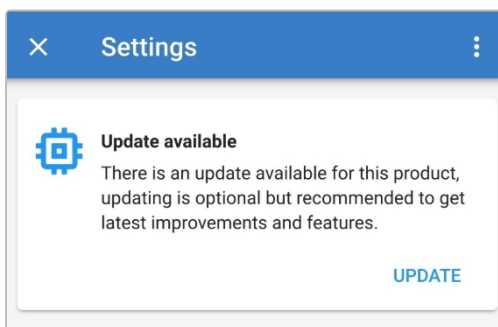 Settings
Update available
There is an update available for this product,
updating is optional but recommended to get
latest improvements and features.
UPDATE